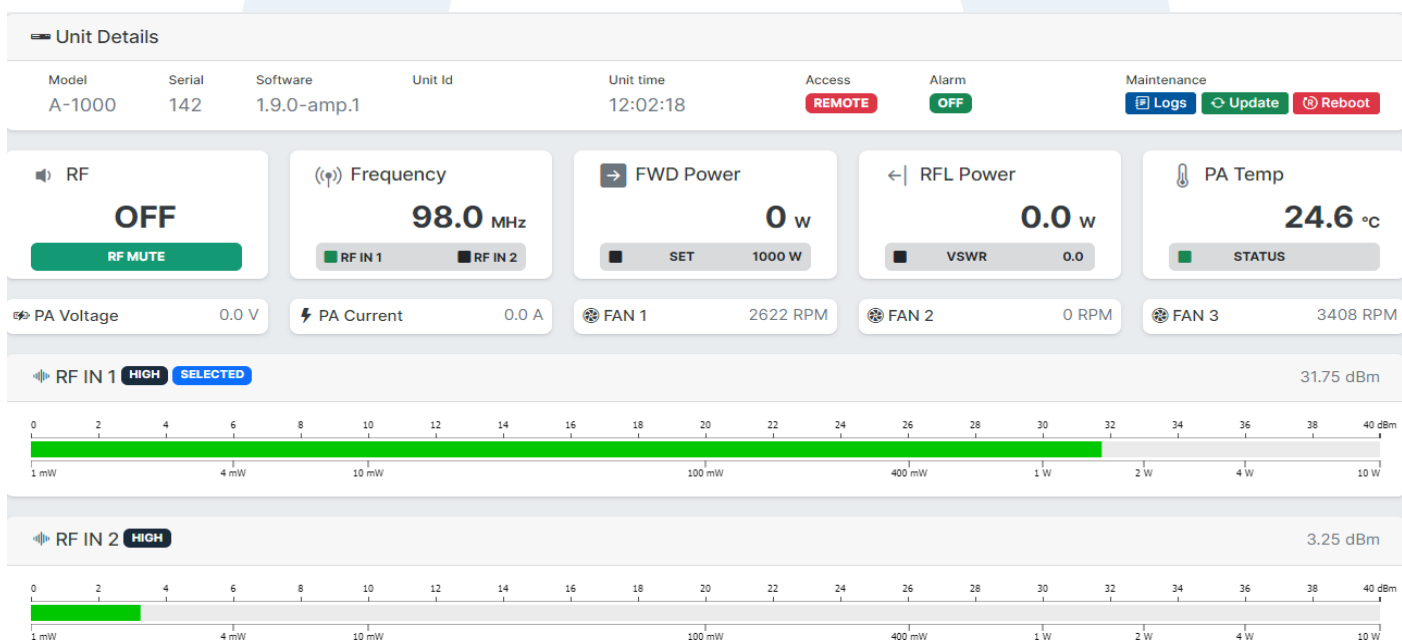 Unit Details
Model Serial Software Unit Id Unit time Access Alarm Maintenance
A-1000 142 1.9.0-amp.1 12:02:18 REMOTE OFF Logs Update Reboot
RF Frequency FWD Power RFL Power PA Temp
OFF 98.0 MHz 0 W 0.0 W 24.6 °C
RF MUTE RF IN 1 RF IN 2 SET 1000 W VSWR 0.0 STATUS
PA Voltage 0.0 V PA Current 0.0 A FAN 1 2622 RPM FAN 2 0 RPM FAN 3 3408 RPM
RF IN 1 HIGH SELECTED 31.75 dBm
0 2 4 6 8 10 12 14 16 18 20 22 24 26 28 30 32 34 36 38 40 dBm
1 mW 4 mW 10 mW 100 mW 400 mW 1 W 2 W 4 W 10 W
RF IN 2 HIGH 3.25 dBm
0 2 4 6 8 10 12 14 16 18 20 22 24 26 28 30 32 34 36 38 40 dBm
1 mW 4 mW 10 mW 100 mW 400 mW 1 W 2 W 4 W 10 W